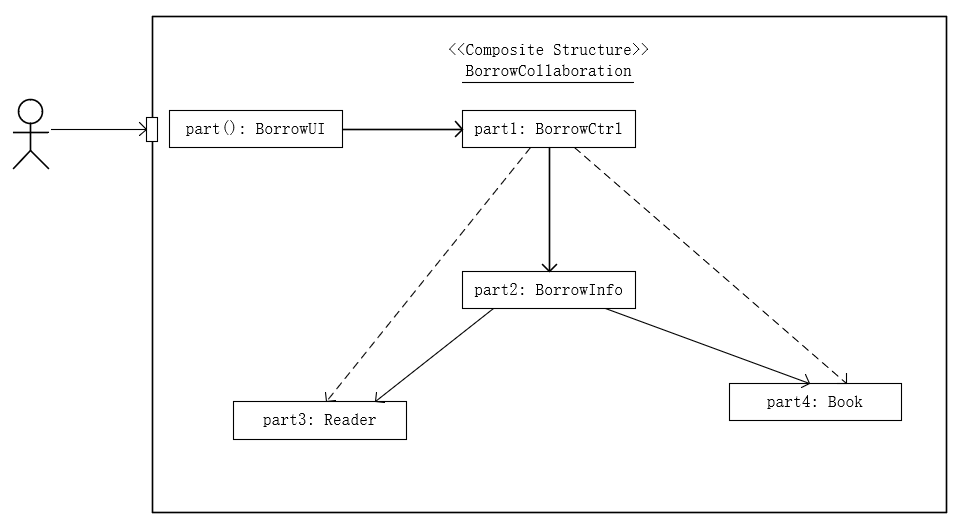 <<Composite Structure>>
BorrowCollaboration
part(): BorrowUI
part1: BorrowCtrl
part2: BorrowInfo
part3: Reader
part4: Book